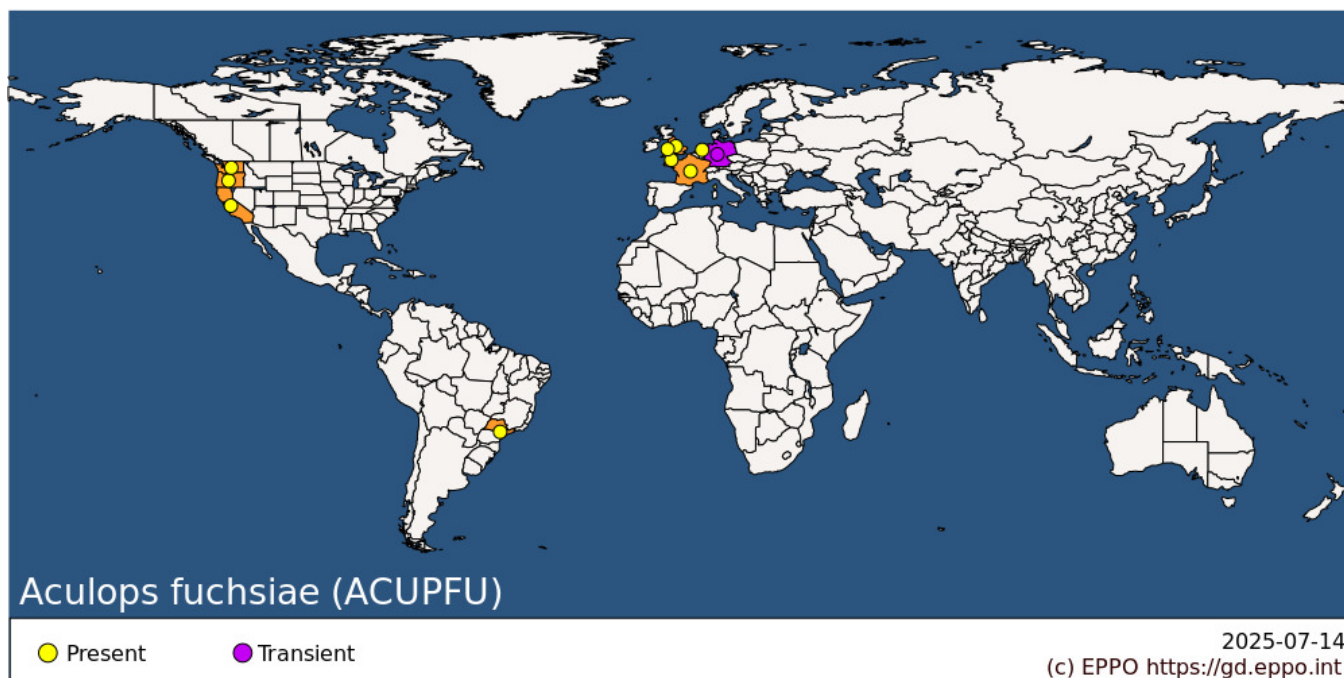 Aculops fuchsiae (ACUPFU)
Present
Transient
2025-07-14
(c) EPPO https://gd.eppo.int